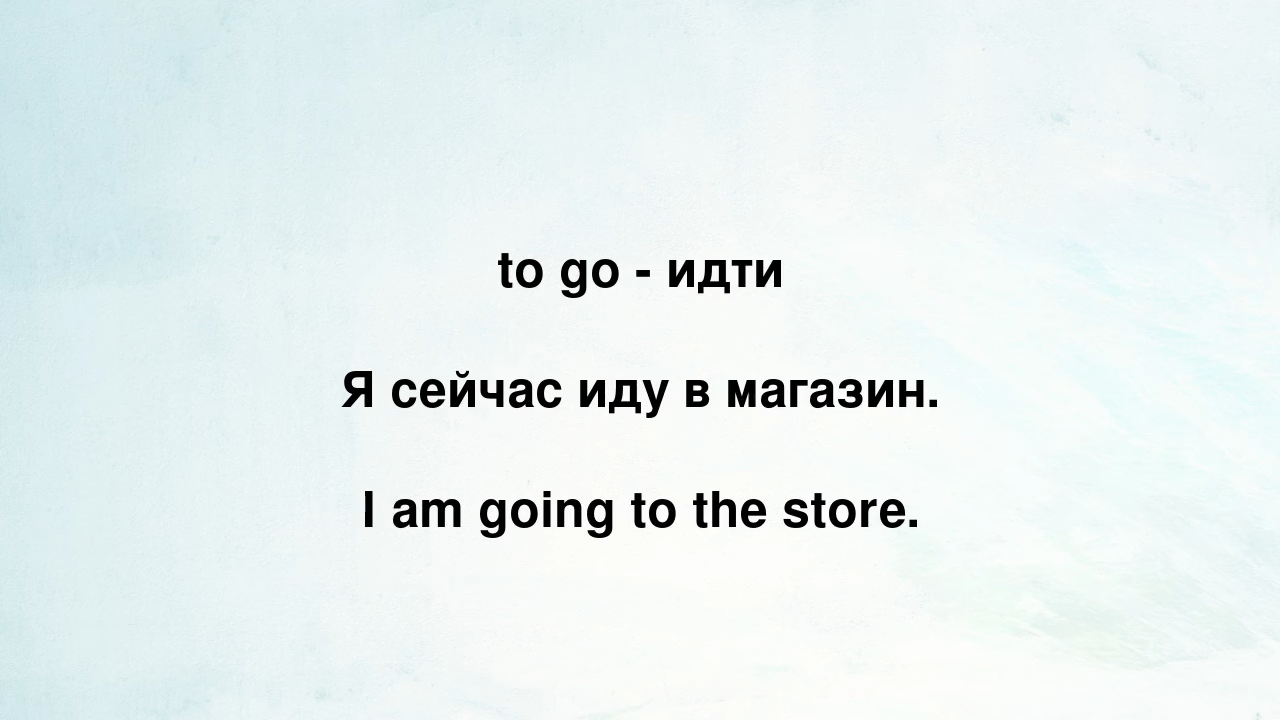 to go - идти
Я сейчас иду в магазин.
I am going to the store.